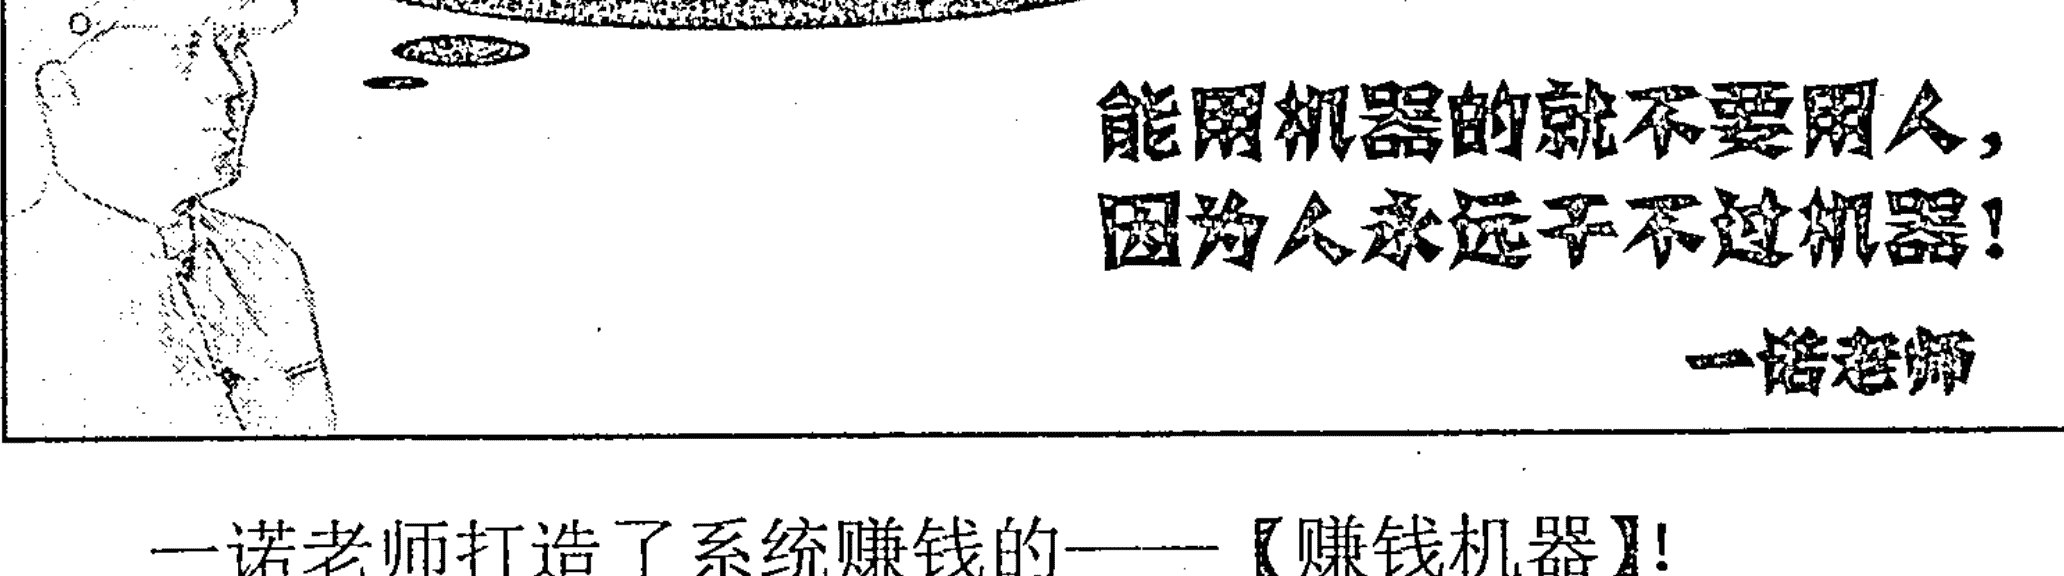 能用机器的就不要用人，
因为人永远干不过机器！
一诺老师
一诺老师打造了系统赚钱的——【赚钱机器】！